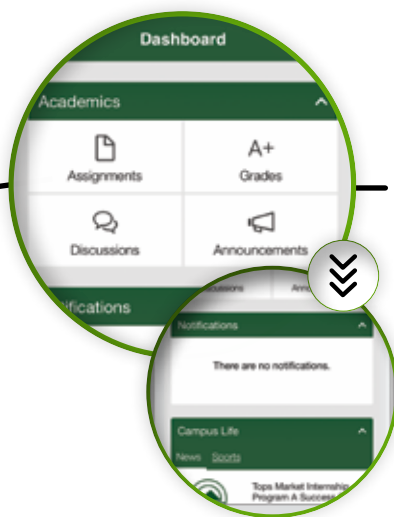 Dashboard
Academics
A+
Assignments Grades
Discussions Announcements
Notifications
There are no notifications.
Campus Life
News Sports
Tops Market Internship
Program A Success